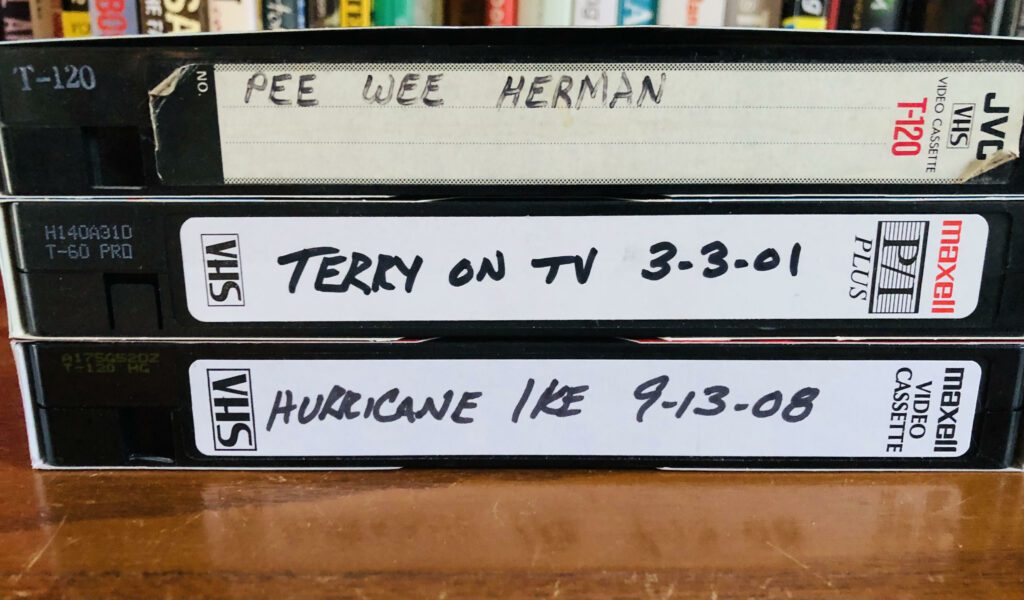 T-120
NO.
PEE WEE HERMAN
T-120
VIDEO CASSETTE
VHS
JVC
H140A31D
T-60 PRO
VHS
TERRY ON TV 3-3-01
P/I
PLUS
maxell
T-120 HG
VHS
HURRICANE IKE 9-13-08
maxell
VIDEO
CASSETTE